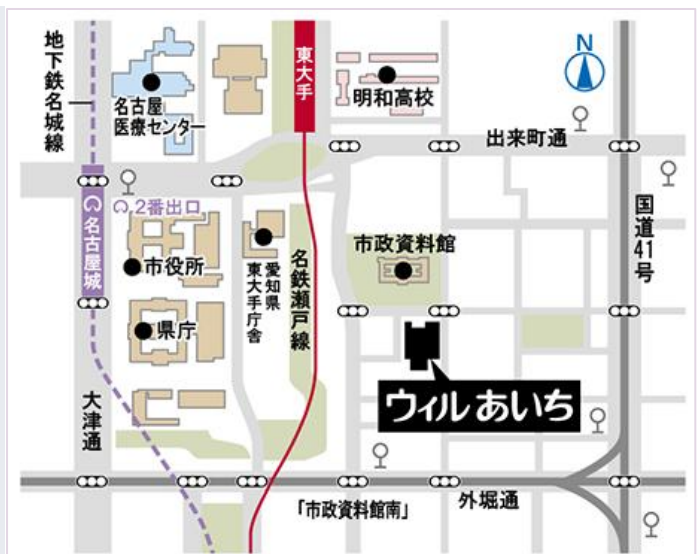 地下鉄名城線
名古屋
医療センター
東大手
明和高校
N
出来町通
2番出口
名古屋城
市役所
愛知県
東大手庁舎
名鉄瀬戸線
市政資料館
国道41号
県庁
ウィルあいち
大津通
「市政資料館南」
外堀通